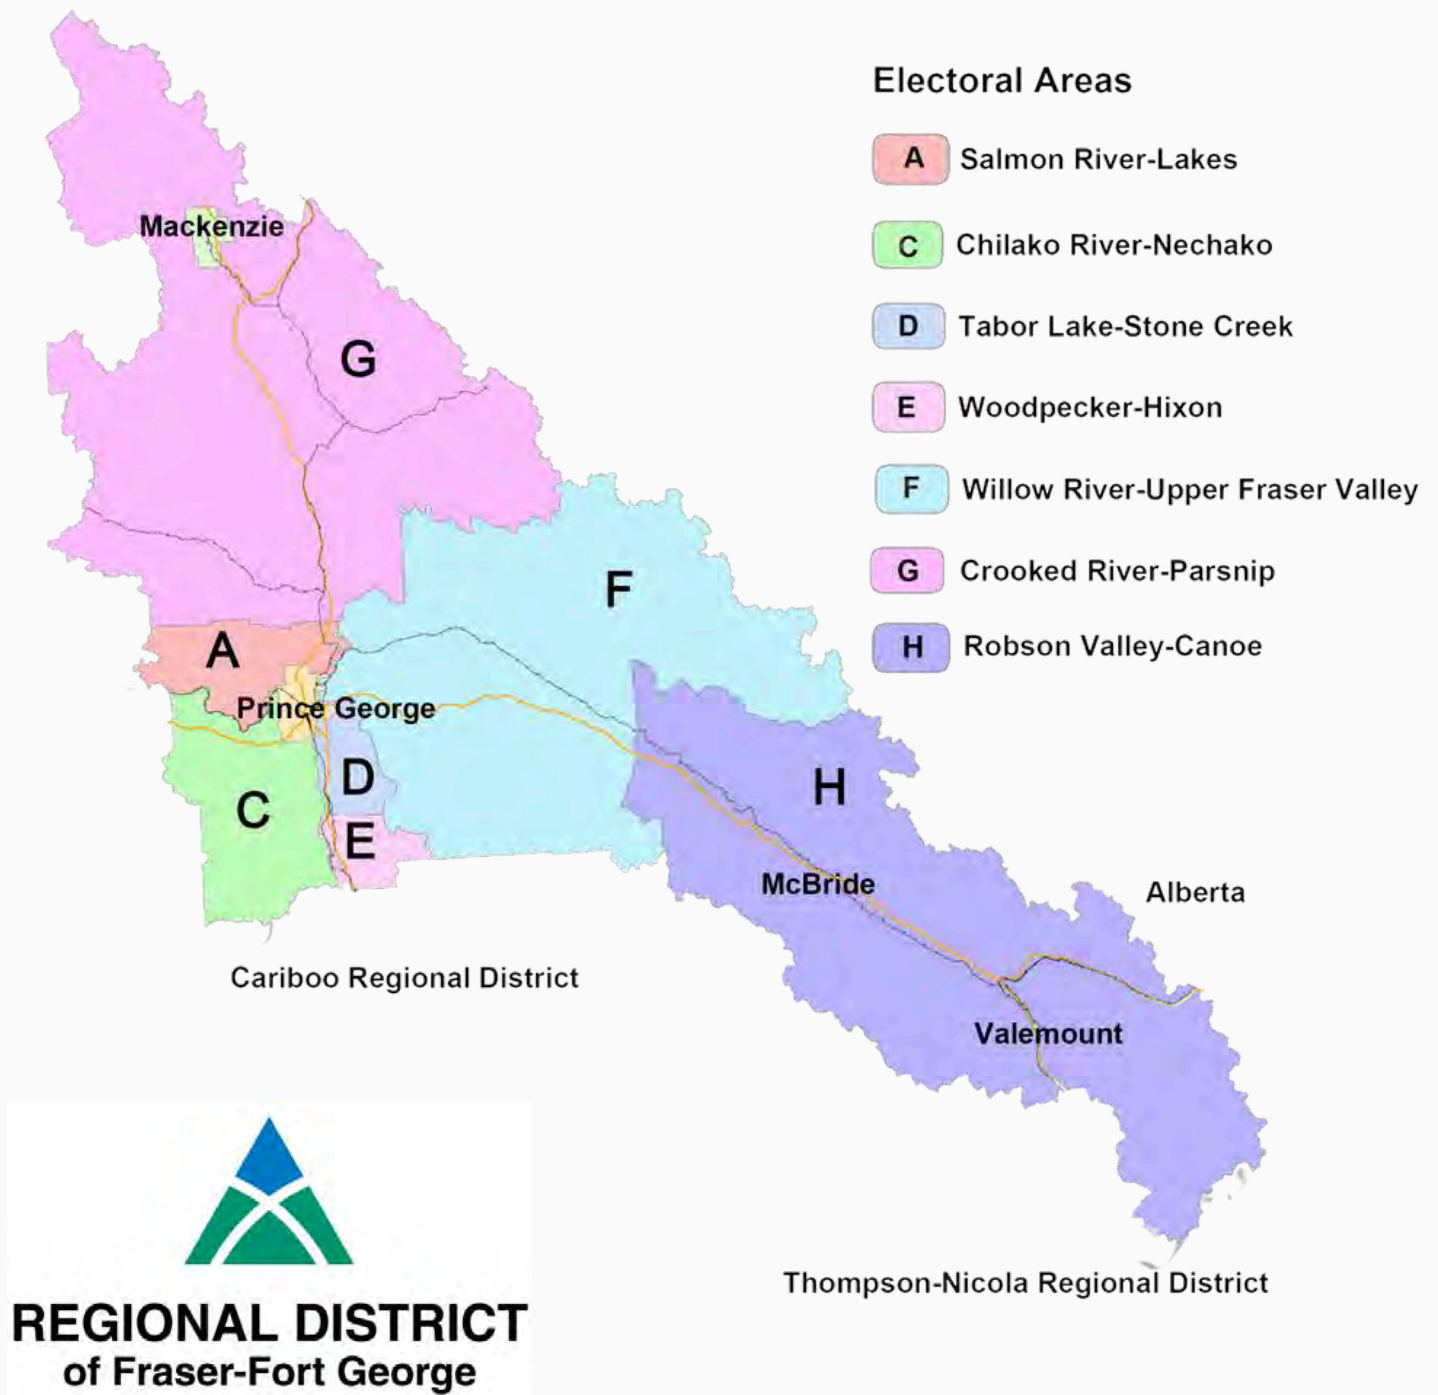 Electoral Areas
A Salmon River-Lakes
C Chilako River-Nechako
D Tabor Lake-Stone Creek
E Woodpecker-Hixon
F Willow River-Upper Fraser Valley
G Crooked River-Parsnip
H Robson Valley-Canoe
Mackenzie
G
F
A
Prince George
D
H
C
E
McBride
Alberta
Cariboo Regional District
Valemount
Thompson-Nicola Regional District
REGIONAL DISTRICT
of Fraser-Fort George